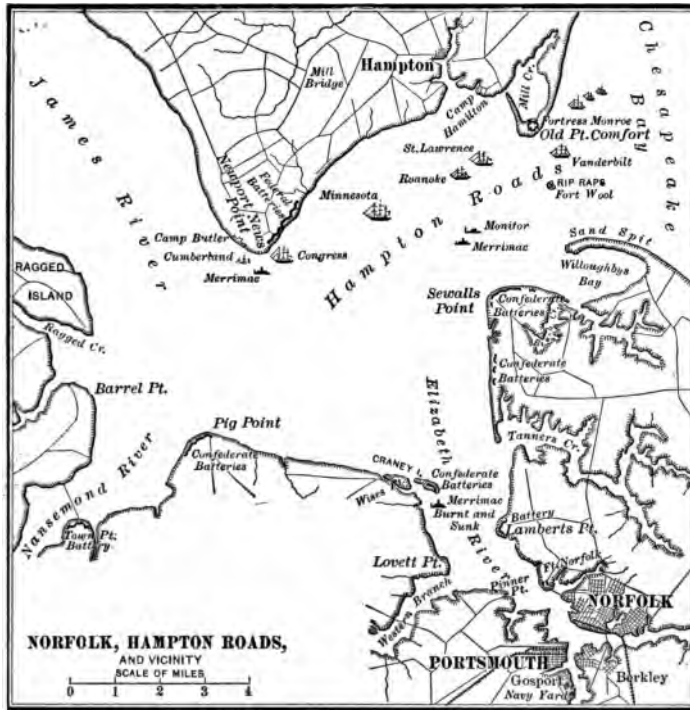 James River
Chesapeake Bay
Mill
Bridge
Hampton
Camp
Hamilton
Mill Cr.
Fortress Monroe
Old Pt. Comfort
St. Lawrence
Roanoke
Vanderbilt
RIP RAPS
Fort Wool
Minnesota
Newport News
Point
Federal
Batteries
Hampton Roads
Monitor
Merrimac
Camp Butler
Cumberland
Congress
Merrimac
Sand Spit
Willoughbys
Bay
RAGGED
ISLAND
Ragged Cr.
Sewalls
Point
Confederate
Batteries
Confederate
Batteries
Barrel Pt.
Pig Point
Confederate
Batteries
Elizabeth River
Tanners Cr.
Nansemond River
Town Pt.
Battery
CRANEY I.
Wises
Confederate
Batteries
Merrimac
Burnt and
Sunk
Battery
Lamberts Pt.
Lovett Pt.
Western Branch
Pinner
Pt.
Ft. Norfolk
NORFOLK
PORTSMOUTH
Gosport
Navy Yard
Berkley
NORFOLK, HAMPTON ROADS,
AND VICINITY
SCALE OF MILES
0 1 2 3 4